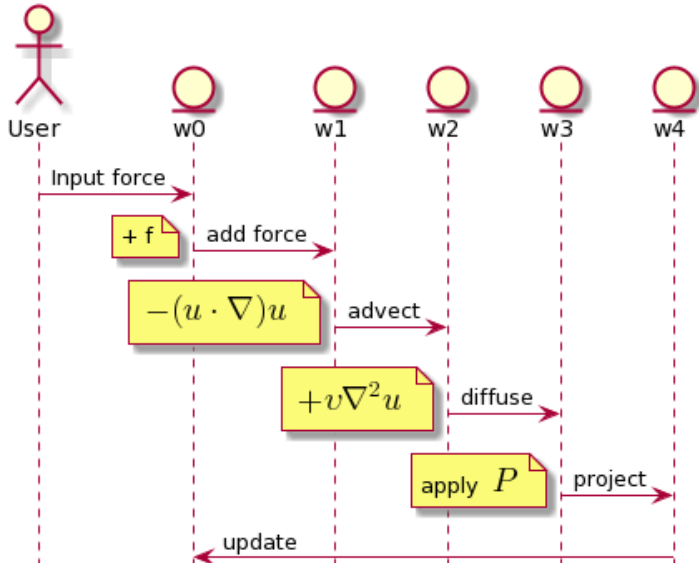 User w0 w1 w2 w3 w4
Input force
+ f add force
−(u · ∇)u advect
+υ∇²u diffuse
apply P project
update